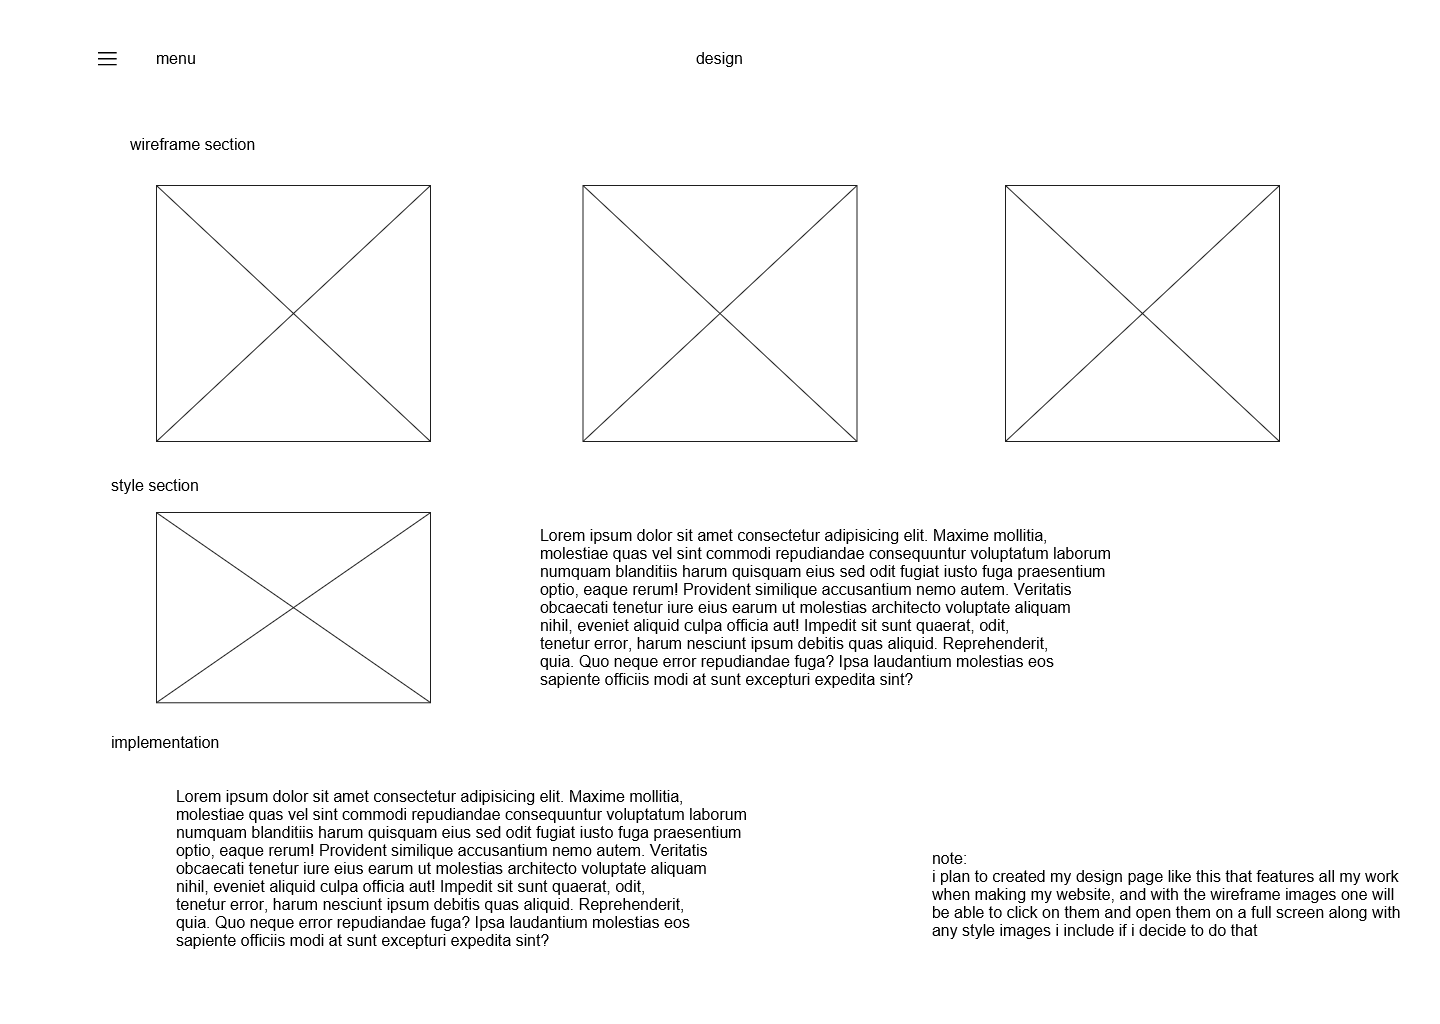 menu
design
wireframe section
style section
Lorem ipsum dolor sit amet consectetur adipisicing elit. Maxime mollitia,
molestiae quas vel sint commodi repudiandae consequuntur voluptatum laborum
numquam blanditiis harum quisquam eius sed odit fugiat iusto fuga praesentium
optio, eaque rerum! Provident similique accusantium nemo autem. Veritatis
obcaecati tenetur iure eius earum ut molestias architecto voluptate aliquam
nihil, eveniet aliquid culpa officia aut! Impedit sit sunt quaerat, odit,
tenetur error, harum nesciunt ipsum debitis quas aliquid. Reprehenderit,
quia. Quo neque error repudiandae fuga? Ipsa laudantium molestias eos
sapiente officiis modi at sunt excepturi expedita sint?
implementation
Lorem ipsum dolor sit amet consectetur adipisicing elit. Maxime mollitia,
molestiae quas vel sint commodi repudiandae consequuntur voluptatum laborum
numquam blanditiis harum quisquam eius sed odit fugiat iusto fuga praesentium
optio, eaque rerum! Provident similique accusantium nemo autem. Veritatis
obcaecati tenetur iure eius earum ut molestias architecto voluptate aliquam
nihil, eveniet aliquid culpa officia aut! Impedit sit sunt quaerat, odit,
tenetur error, harum nesciunt ipsum debitis quas aliquid. Reprehenderit,
quia. Quo neque error repudiandae fuga? Ipsa laudantium molestias eos
sapiente officiis modi at sunt excepturi expedita sint?
note:
i plan to created my design page like this that features all my work
when making my website, and with the wireframe images one will
be able to click on them and open them on a full screen along with
any style images i include if i decide to do that